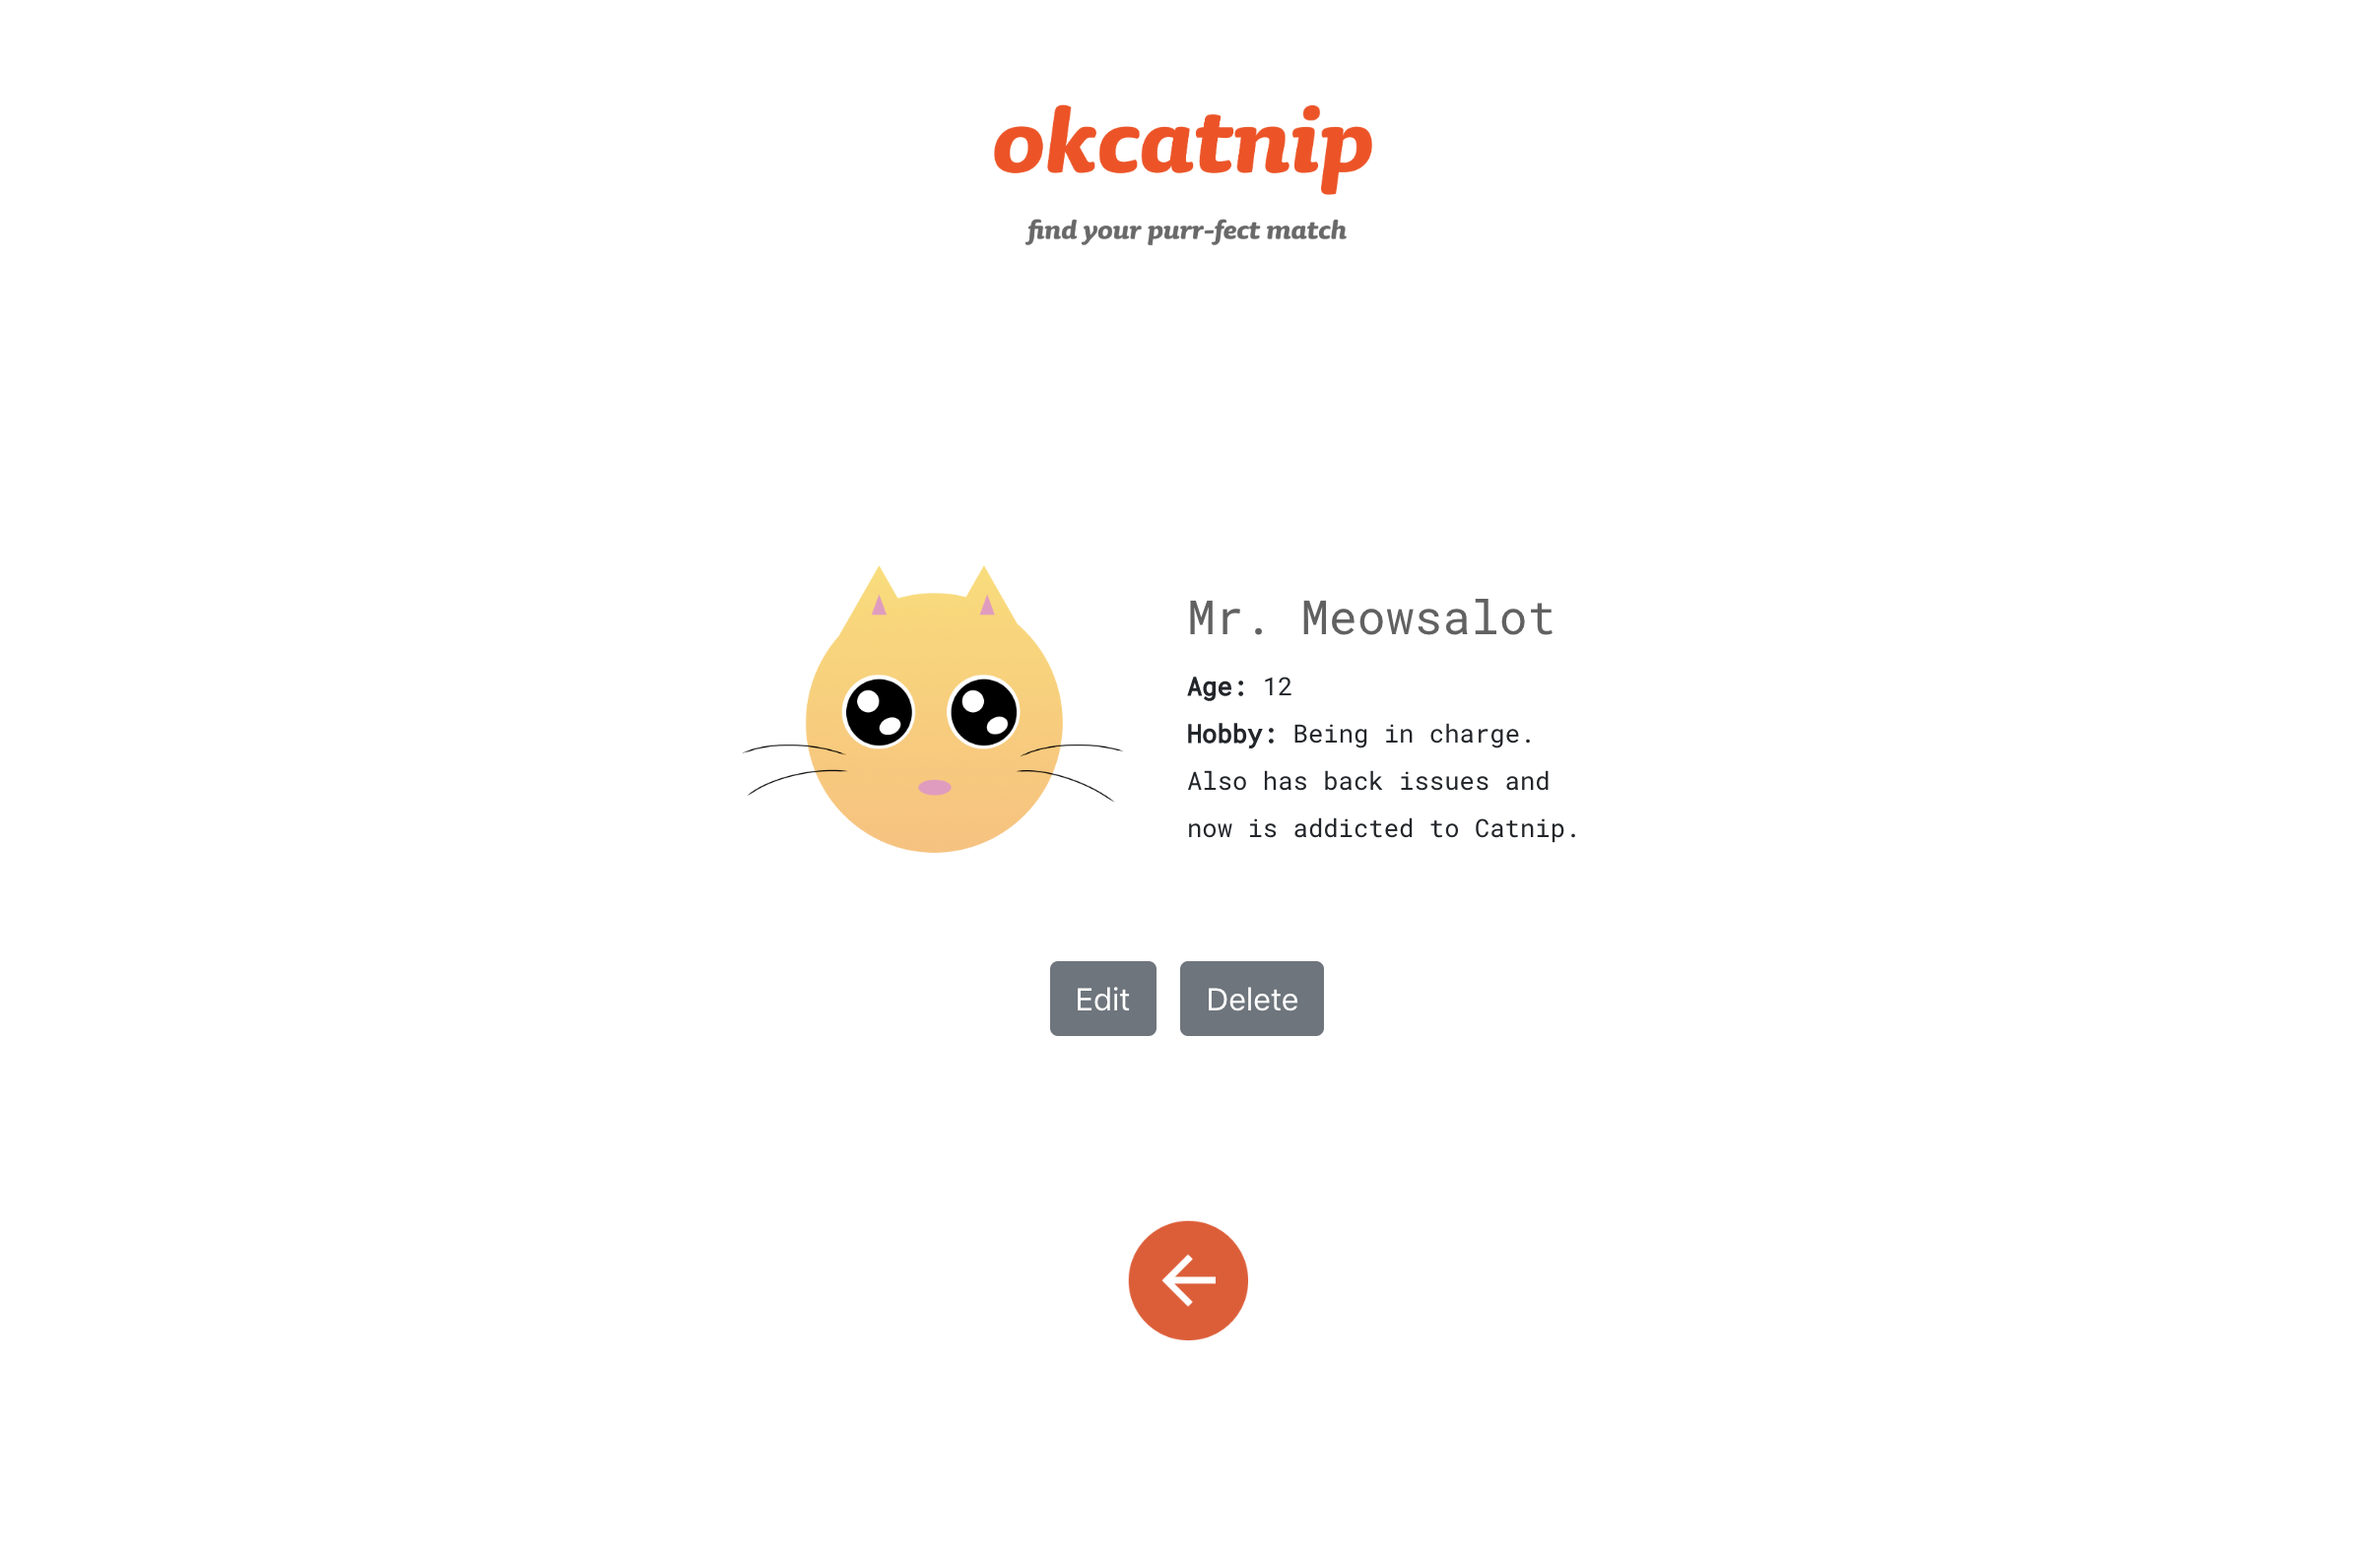 okcatnip
find your purr-fect match
Mr. Meowsalot
Age: 12
Hobby: Being in charge.
Also has back issues and
now is addicted to Catnip.
Edit
Delete